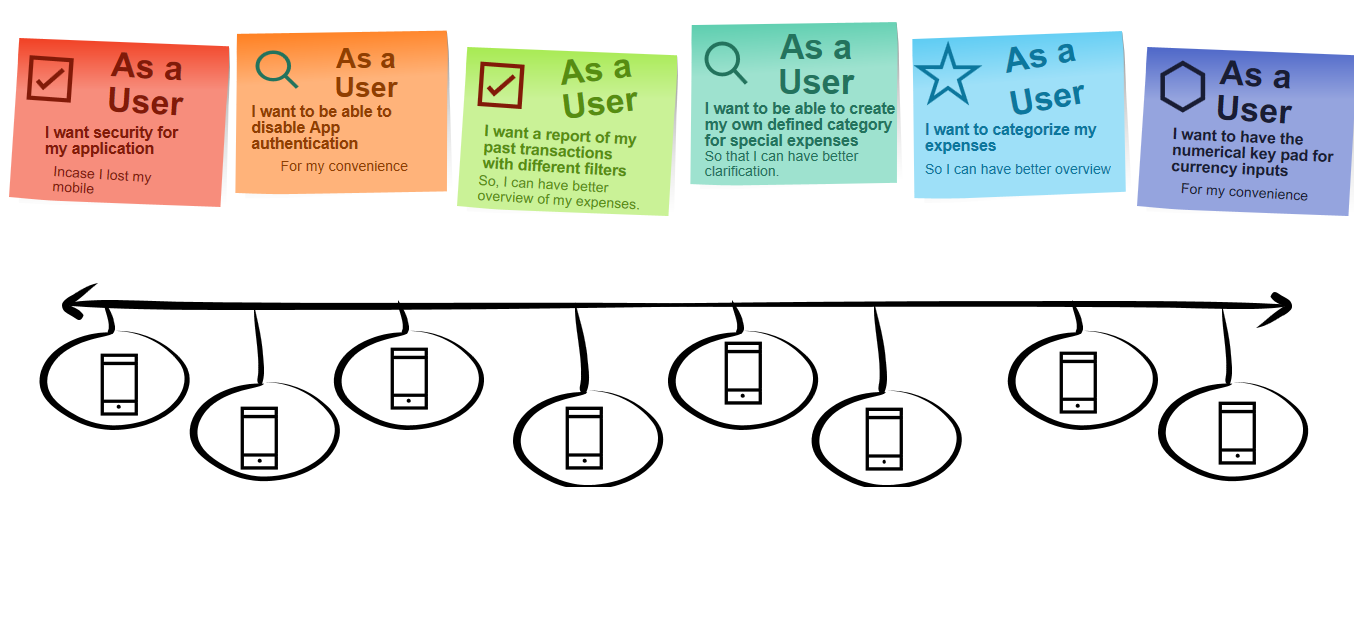 As a
User
I want security for
my application
Incase I lost my
mobile
As a
User
I want to be able to
disable App
authentication
For my convenience
As a
User
I want a report of my
past transactions
with different filters
So, I can have better
overview of my expenses.
As a
User
I want to be able to create
my own defined category
for special expenses
So that I can have better
clarification.
As a
User
I want to categorize my
expenses
So I can have better overview
As a
User
I want to have the
numerical key pad for
currency inputs
For my convenience